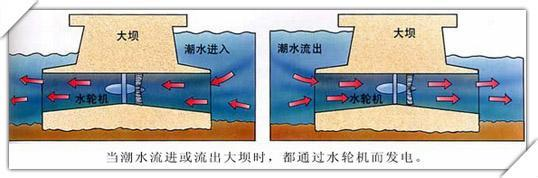 大坝
潮水进入
水轮机
大坝
潮水流出
水轮机
当潮水流进或流出大坝时，都通过水轮机而发电。